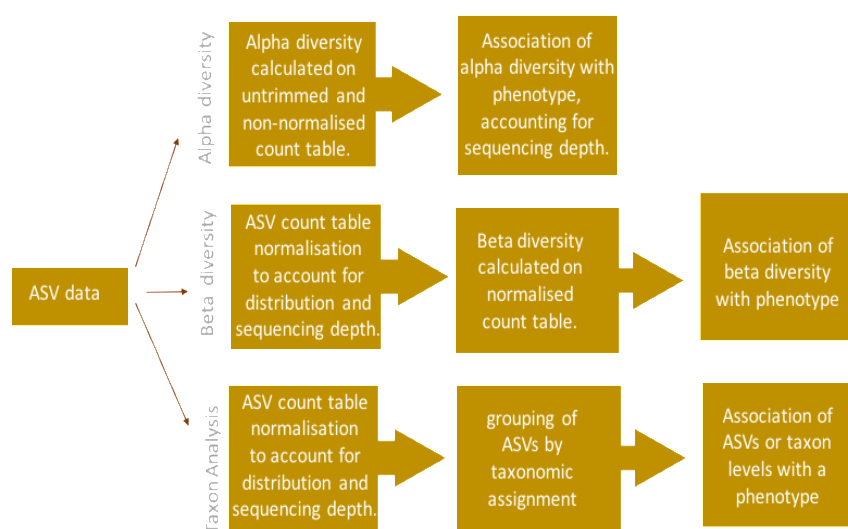 ASV data
Alpha diversity
Alpha diversity
calculated on
untrimmed and
non-normalised
count table.
Association of
alpha diversity with
phenotype,
accounting for
sequencing depth.
Beta diversity
ASV count table
normalisation
to account for
distribution and
sequencing depth.
Beta diversity
calculated on
normalised
count table.
Association of
beta diversity
with phenotype
Taxon Analysis
ASV count table
normalisation
to account for
distribution and
sequencing depth.
grouping of
ASVs by
taxonomic
assignment
Association of
ASVs or taxon
levels with a
phenotype